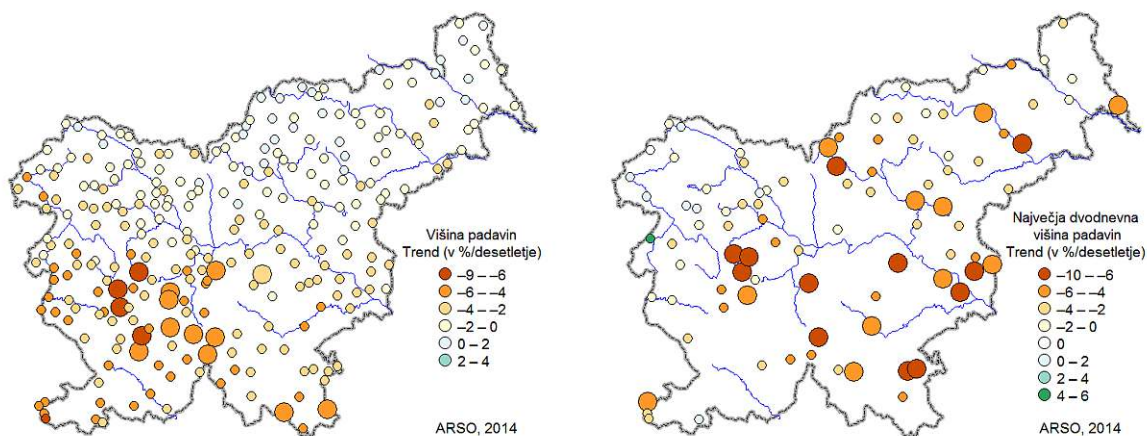 Višina padavin
Trend (v %/desetletje)
–9 – –6
–6 – –4
–4 – –2
–2 – 0
0 – 2
2 – 4
ARSO, 2014
Največja dvodnevna
višina padavin
Trend (v %/desetletje)
–10 – –6
–6 – –4
–4 – –2
–2 – 0
0
0 – 2
2 – 4
4 – 6
ARSO, 2014